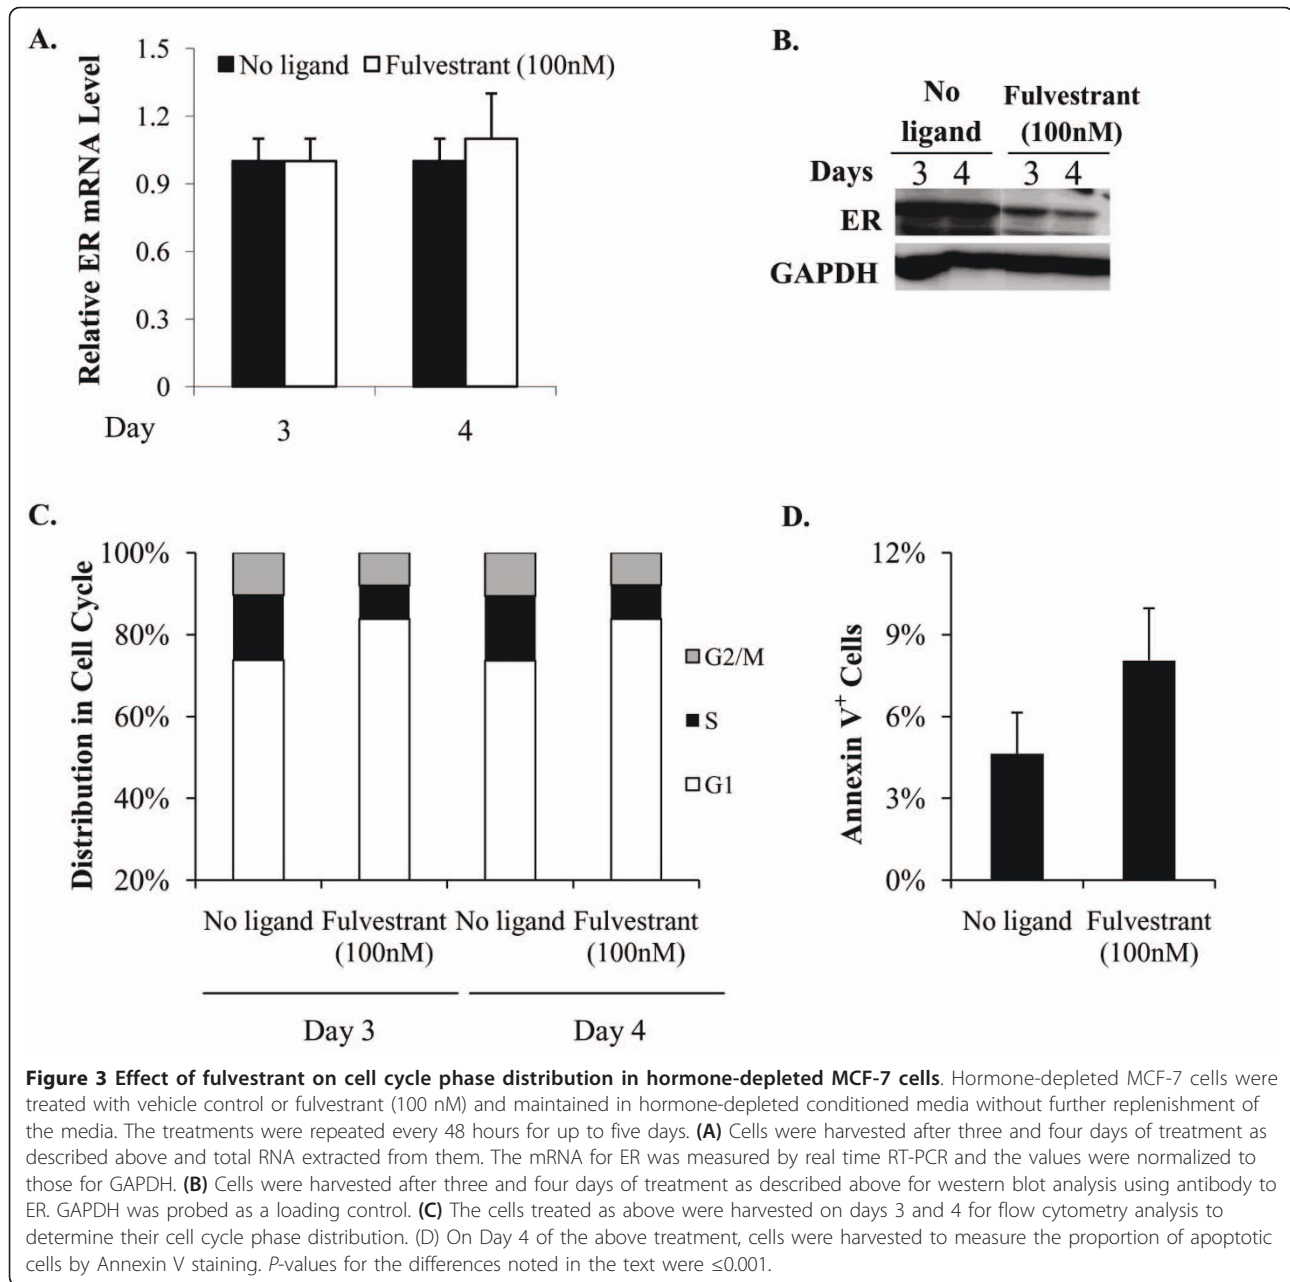 A.
1.5
1.2
0.9
0.6
0.3
0
Relative ER mRNA Level
No ligand Fulvestrant (100nM)
Day 3 4
B.
No ligand
Fulvestrant (100nM)
Days 3 4 3 4
ER
GAPDH
C.
100%
80%
60%
40%
20%
Distribution in Cell Cycle
G2/M
S
G1
No ligand Fulvestrant No ligand Fulvestrant
(100nM) (100nM)
Day 3 Day 4
D.
12%
9%
6%
3%
0%
Annexin V+ Cells
No ligand Fulvestrant
(100nM)
Figure 3 Effect of fulvestrant on cell cycle phase distribution in hormone-depleted MCF-7 cells. Hormone-depleted MCF-7 cells were
treated with vehicle control or fulvestrant (100 nM) and maintained in hormone-depleted conditioned media without further replenishment of
the media. The treatments were repeated every 48 hours for up to five days. (A) Cells were harvested after three and four days of treatment as
described above and total RNA extracted from them. The mRNA for ER was measured by real time RT-PCR and the values were normalized to
those for GAPDH. (B) Cells were harvested after three and four days of treatment as described above for western blot analysis using antibody to
ER. GAPDH was probed as a loading control. (C) The cells treated as above were harvested on days 3 and 4 for flow cytometry analysis to
determine their cell cycle phase distribution. (D) On Day 4 of the above treatment, cells were harvested to measure the proportion of apoptotic
cells by Annexin V staining. P-values for the differences noted in the text were ≤0.001.